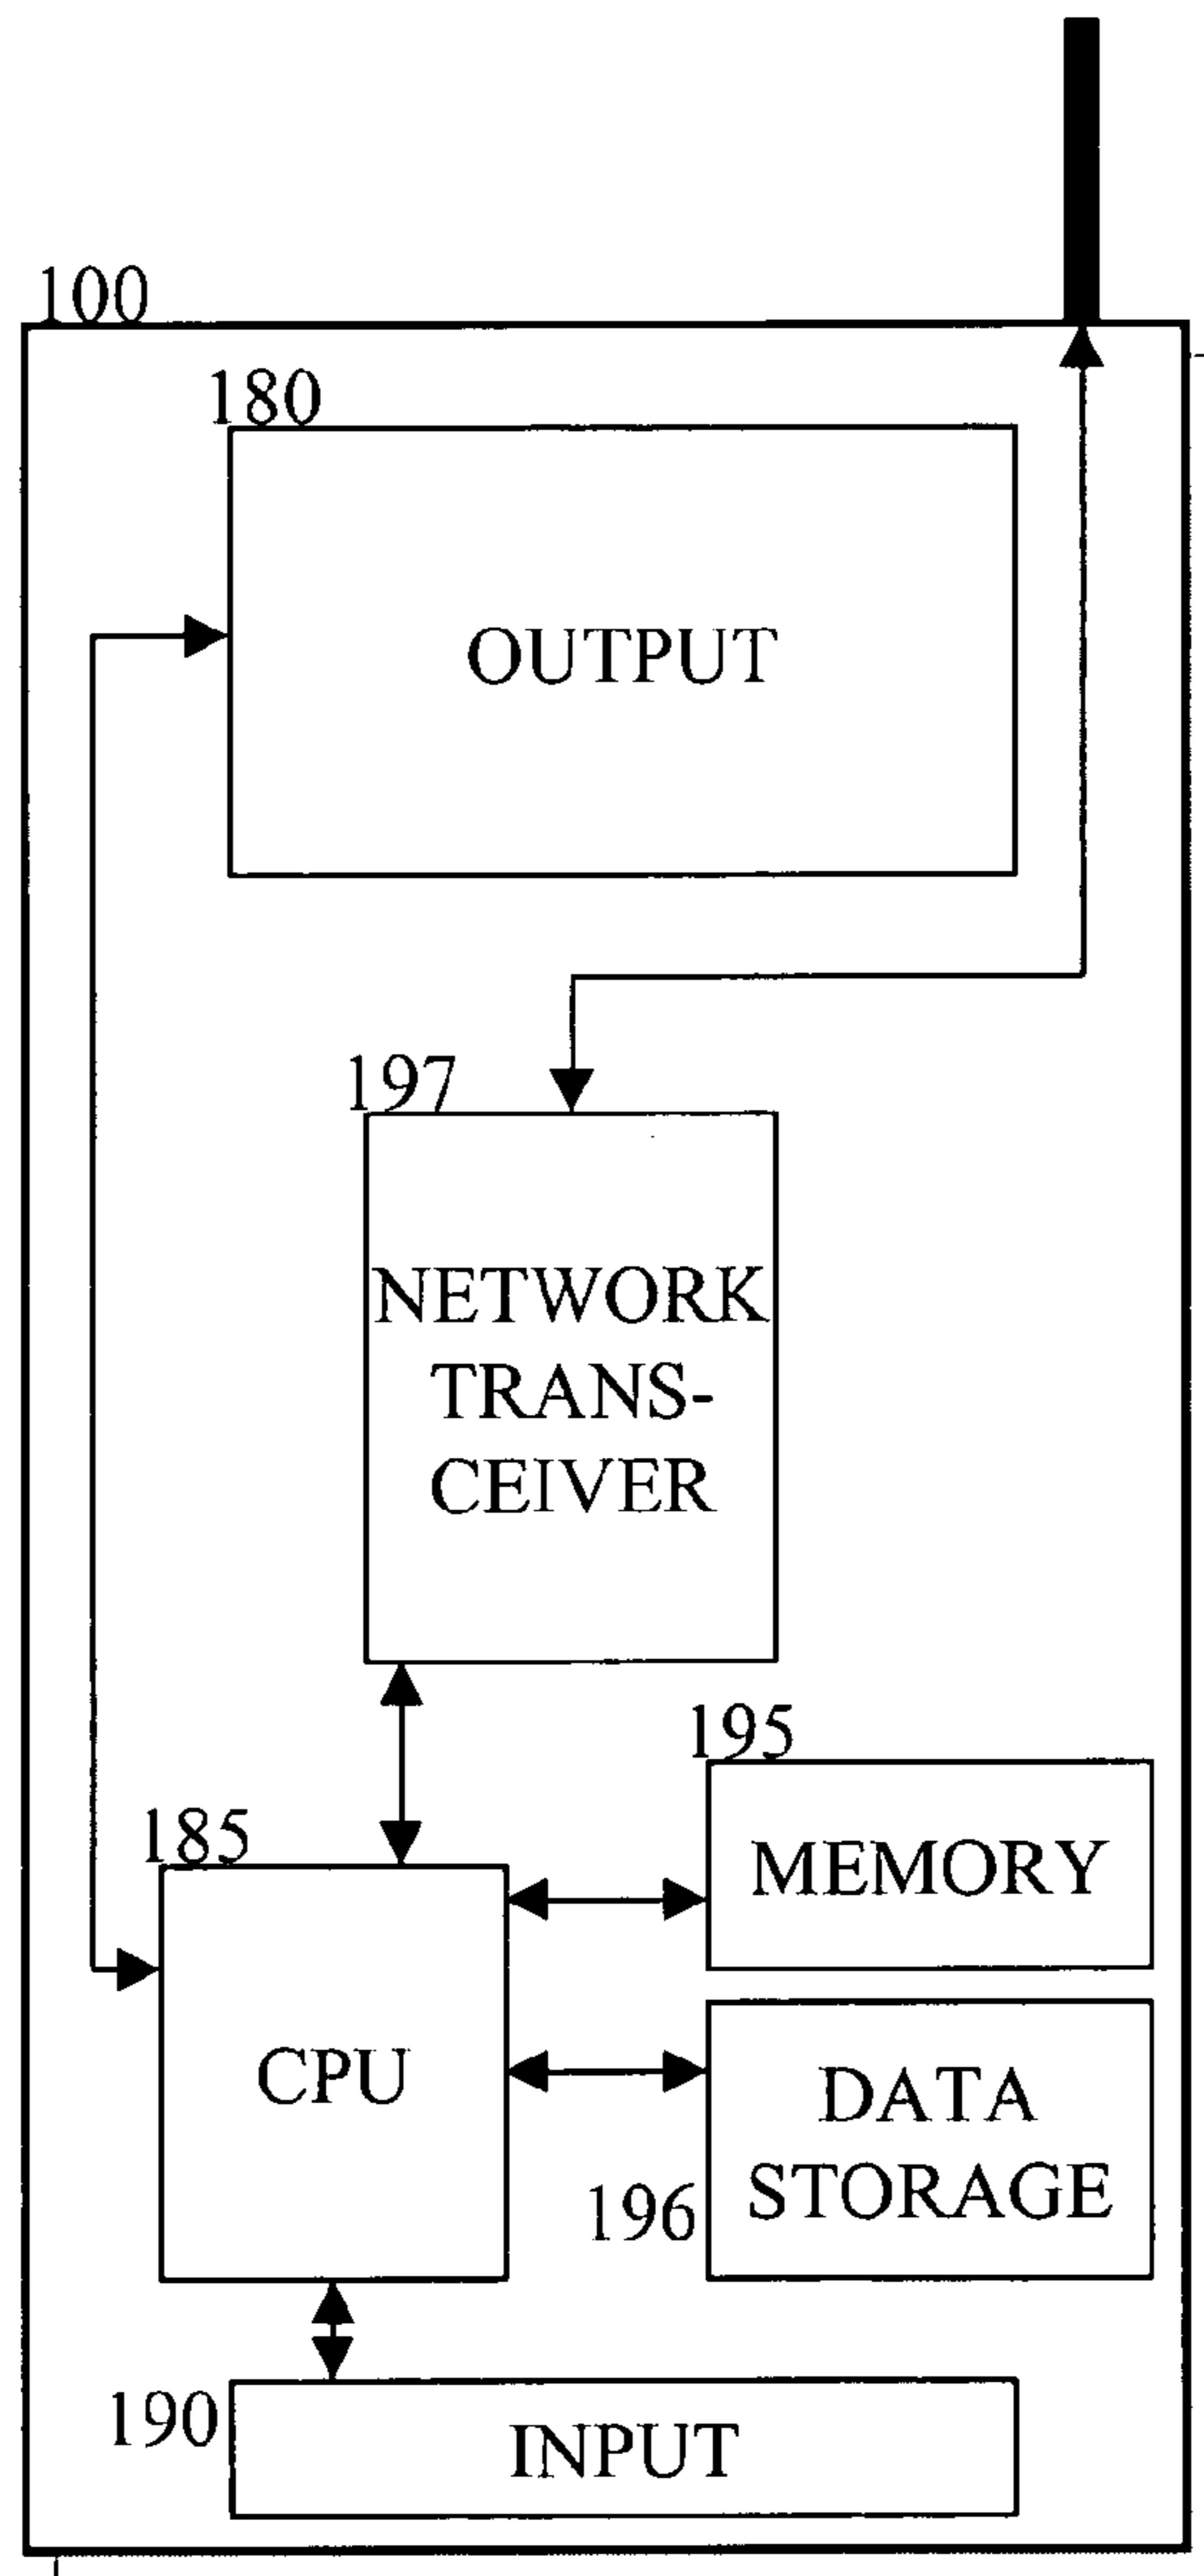 100
180
OUTPUT
197
NETWORK
TRANS-
CEIVER
195
MEMORY
185
CPU
DATA
STORAGE
196
190
INPUT